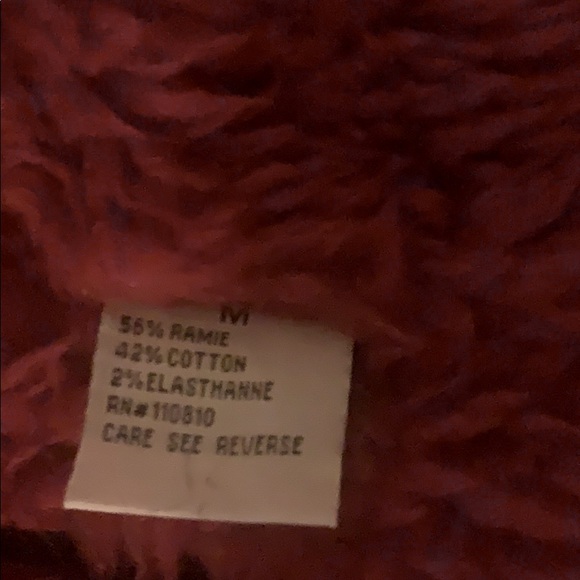 M
56% RAMIE
42% COTTON
2% ELASTHANNE
RN# 110810
CARE SEE REVERSE